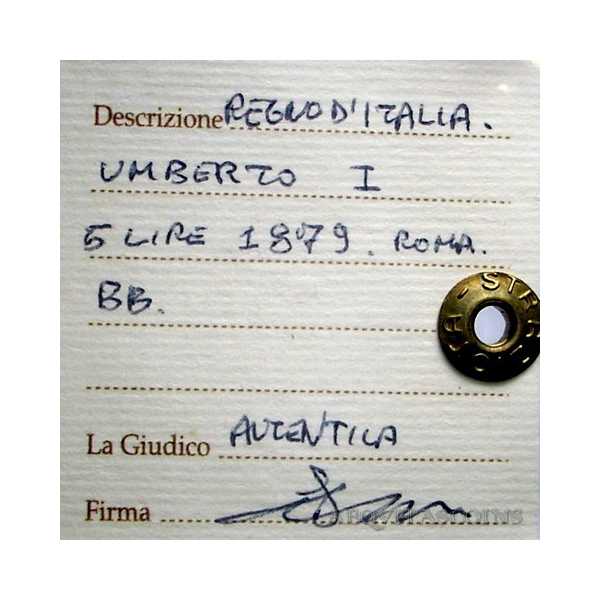 Descrizione REGNO D'ITALIA.
UMBERTO I
5 LIRE 1879. ROMA.
BB.
La Giudico AUTENTICA
Firma